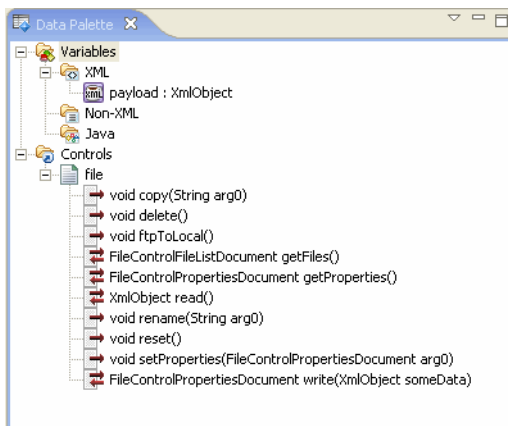 Data Palette
Variables
XML
payload : XmlObject
Non-XML
Java
Controls
file
void copy(String arg0)
void delete()
void ftpToLocal()
FileControlFileListDocument getFiles()
FileControlPropertiesDocument getProperties()
XmlObject read()
void rename(String arg0)
void reset()
void setProperties(FileControlPropertiesDocument arg0)
FileControlPropertiesDocument write(XmlObject someData)